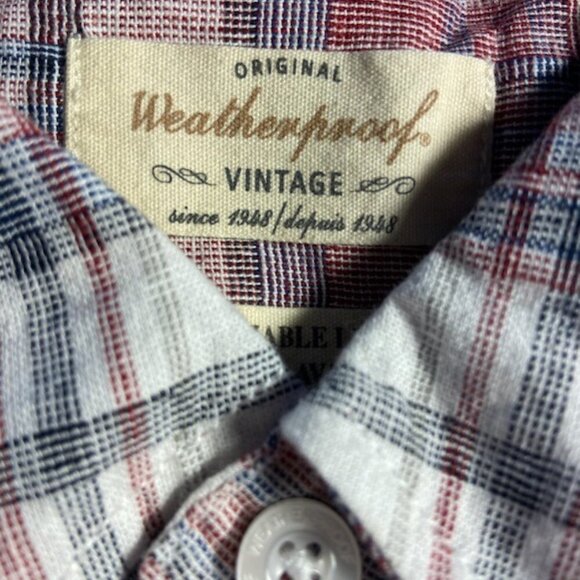 ORIGINAL
Weatherproof®
VINTAGE
since 1948/depuis 1948